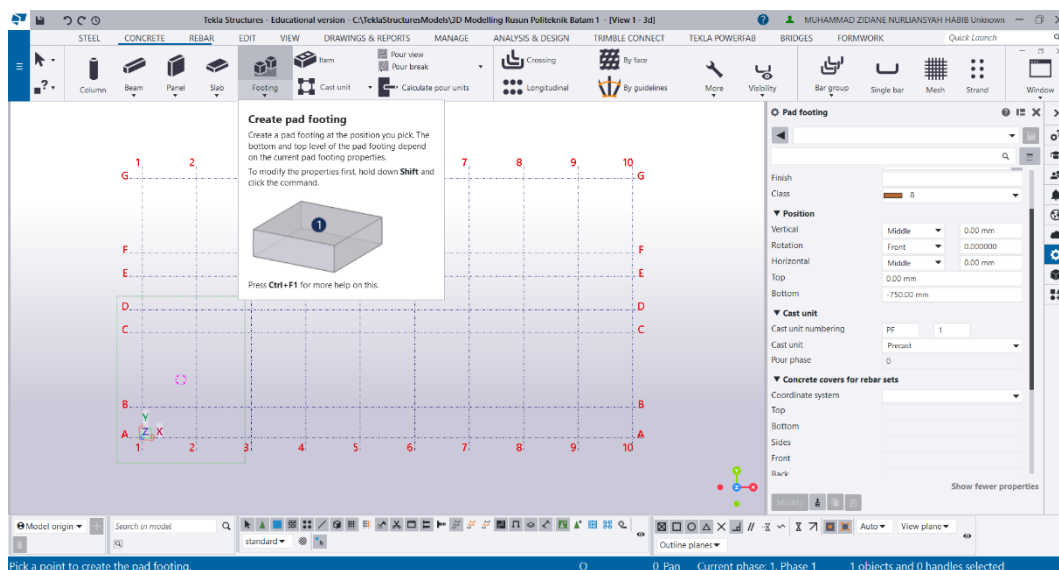 Tekla Structures - Educational version - C:\TeklaStructuresModels\3D Modelling Rusun Politeknik Batam 1 - [View 1 - 3d]
MUHAMMAD ZIDANE NURLIANSYAH HABIB Unknown
STEEL CONCRETE REBAR EDIT VIEW DRAWINGS & REPORTS MANAGE ANALYSIS & DESIGN TRIMBLE CONNECT TEKLA POWERFAB BRIDGES FORMWORK Quick Launch
Column Beam Panel Slab Footing
Item
Cast unit
Pour view
Pour break
Calculate pour units
Crossing
Longitudinal
By face
By guidelines
More Visibility Bar group Single bar Mesh Strand Window
Create pad footing
Create a pad footing at the position you pick. The
bottom and top level of the pad footing depend
on the current pad footing properties.
To modify the properties first, hold down Shift and
click the command.
1
Press Ctrl+F1 for more help on this.
1 2 7 8 9 10
G G
F F
E E
D D
C C
B B
A A
Y
Z X
1 2 3 4 5 6 7 8 9 10
Y
Z X
Pad footing
Finish
Class 8
Position
Vertical Middle 0.00 mm
Rotation Front 0.000000
Horizontal Middle 0.00 mm
Top 0.00 mm
Bottom -750.00 mm
Cast unit
Cast unit numbering PF 1
Cast unit Precast
Pour phase 0
Concrete covers for rebar sets
Coordinate system
Top
Bottom
Sides
Front
Back
Show fewer properties
Modify
Model origin Search in model
standard
Auto View plane
Outline planes
Pick a point to create the pad footing. O 0 Pan Current phase: 1, Phase 1 1 objects and 0 handles selected